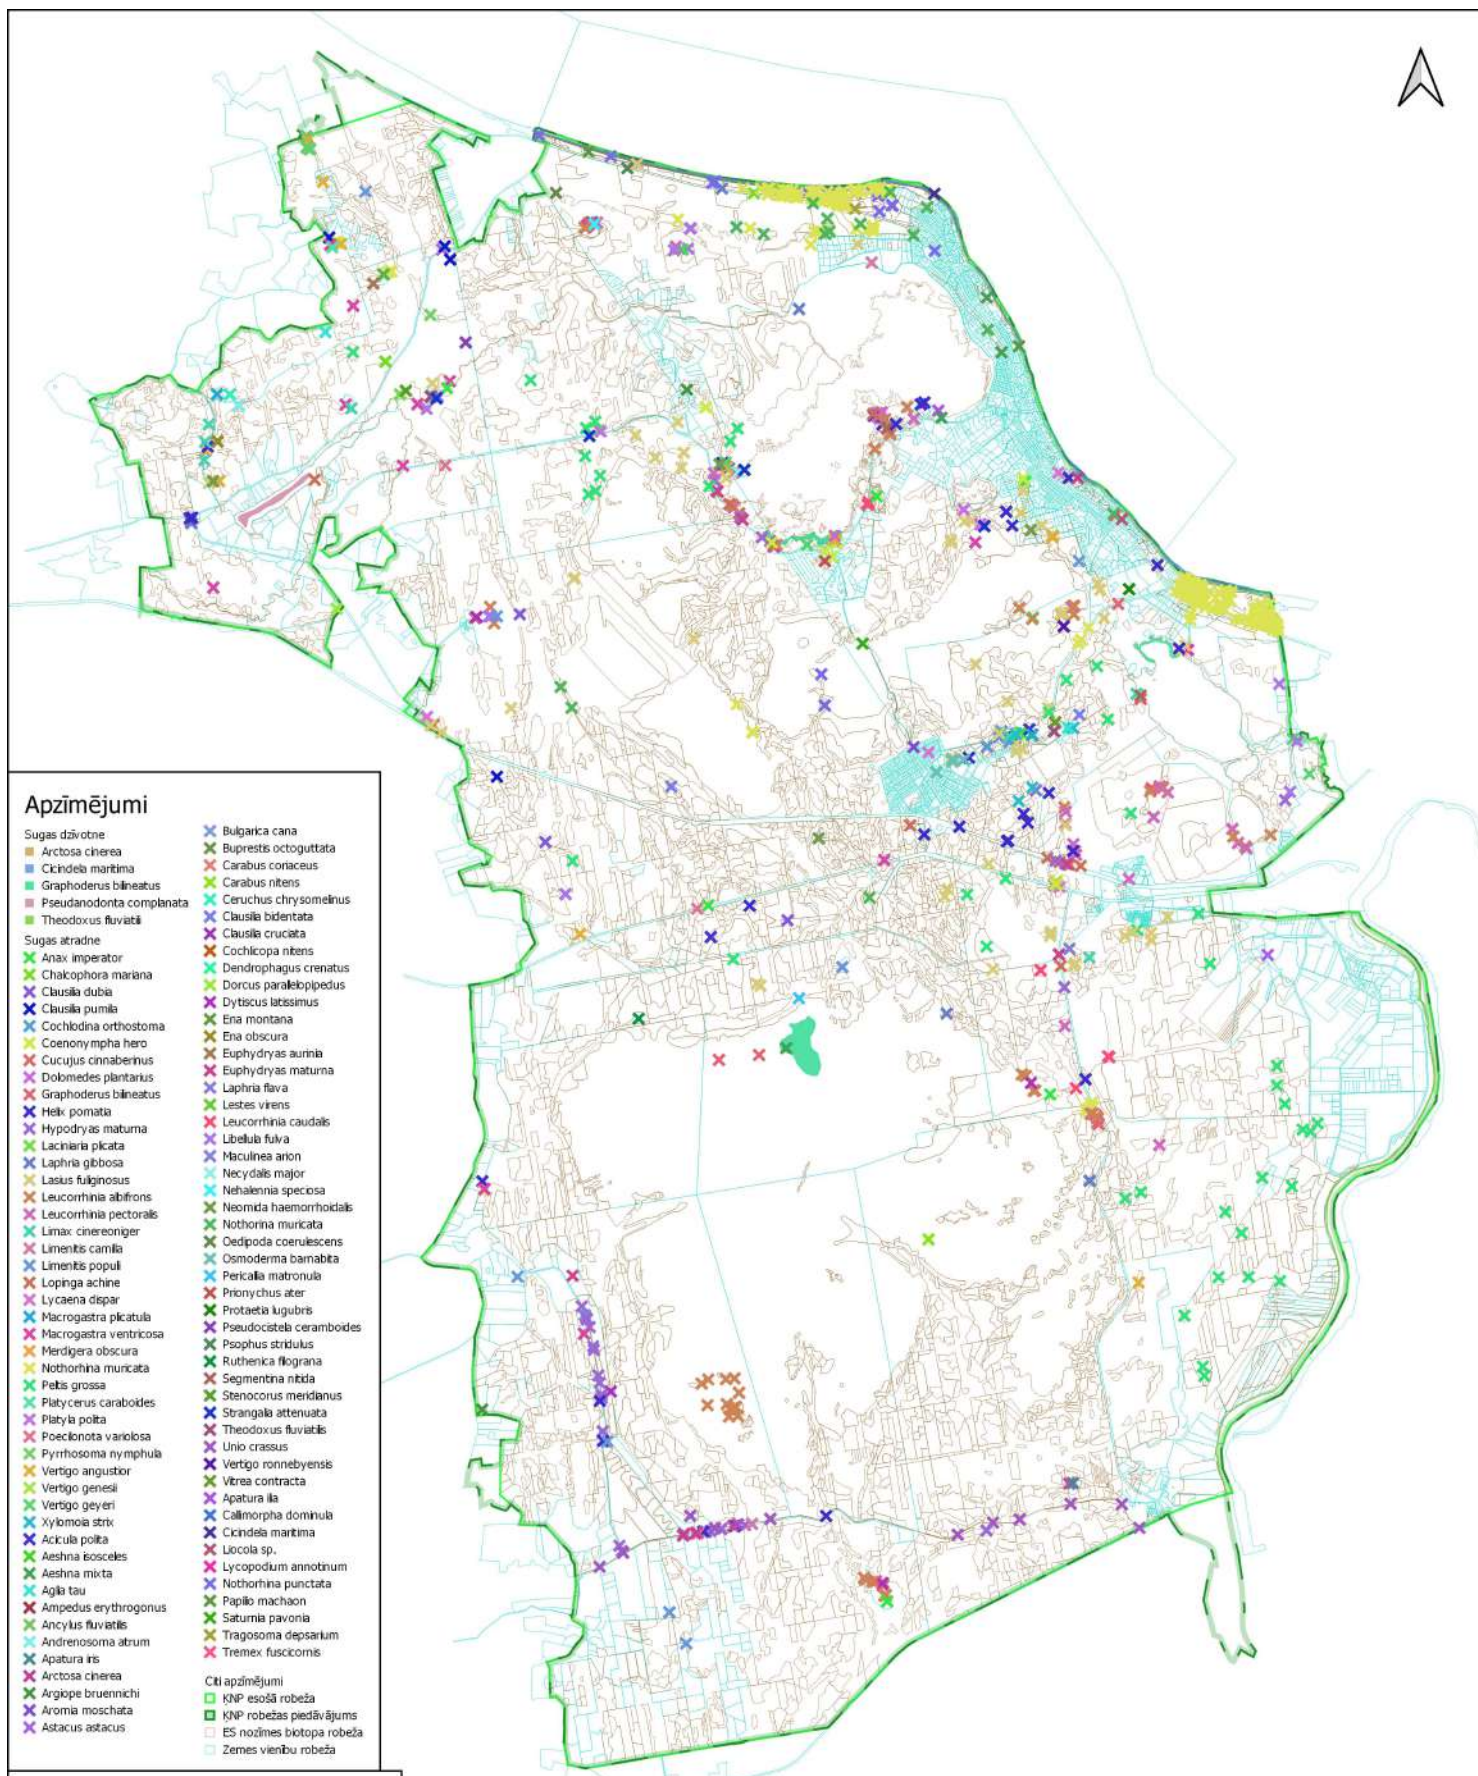 Apzīmējumi
Sugas dzīvotne
Arctosa cinerea
Cicindela maritima
Graphoderus bilineatus
Pseudanodonta complanata
Theodoxus fluviatili
Sugas atradne
Anax imperator
Chalcophora mariana
Clausilia dubia
Clausilia pumila
Cochlodina orthostoma
Coenonympha hero
Cucujus cinnaberinus
Dolomedes plantarius
Graphoderus bilineatus
Helix pomatia
Hypodryas maturna
Laciniaria plicata
Laphria gibbosa
Lasius fuliginosus
Leucorrhinia albifrons
Leucorrhinia pectoralis
Limax cinereoniger
Limenitis camilla
Limenitis populi
Lopinga achine
Lycaena dispar
Macrogastra plicatula
Macrogastra ventricosa
Merdigera obscura
Nothorhina muricata
Peltis grossa
Platycerus caraboides
Platyla polita
Poecilonota variolosa
Pyrrhosoma nymphula
Vertigo angustior
Vertigo genesii
Vertigo geyeri
Xylomoia strix
Acicula polita
Aeshna isosceles
Aeshna mixta
Aglia tau
Ampedus erythrogonus
Ancylus fluviatilis
Andrenosoma atrum
Apatura iris
Arctosa cinerea
Argiope bruennichi
Aromia moschata
Astacus astacus
Bulgarica cana
Buprestis octoguttata
Carabus coriaceus
Carabus nitens
Ceruchus chrysomelinus
Clausilia bidentata
Clausilia cruciata
Cochlicopa nitens
Dendrophagus crenatus
Dorcus parallelopipedus
Dytiscus latissimus
Ena montana
Ena obscura
Euphydryas aurinia
Euphydryas maturna
Laphria flava
Lestes virens
Leucorrhinia caudalis
Libellula fulva
Maculinea arion
Necydalis major
Nehalennia speciosa
Neomida haemorrhoidalis
Nothorina muricata
Oedipoda coerulescens
Osmoderma barnabita
Pericallia matronula
Prionychus ater
Protaetia lugubris
Pseudocistela ceramboides
Psophus stridulus
Ruthenica filograna
Segmentina nitida
Stenocorus meridianus
Strangalia attenuata
Theodoxus fluviatilis
Unio crassus
Vertigo ronnebyensis
Vitrea contracta
Apatura ilia
Callimorpha dominula
Cicindela maritima
Liocola sp.
Lycopodium annotinum
Nothorhina punctata
Papilio machaon
Saturnia pavonia
Tragosoma depsarium
Tremex fuscicornis
Citi apzīmējumi
ĶNP esošā robeža
ĶNP robežas piedāvājums
ES nozīmes biotopa robeža
Zemes vienību robeža